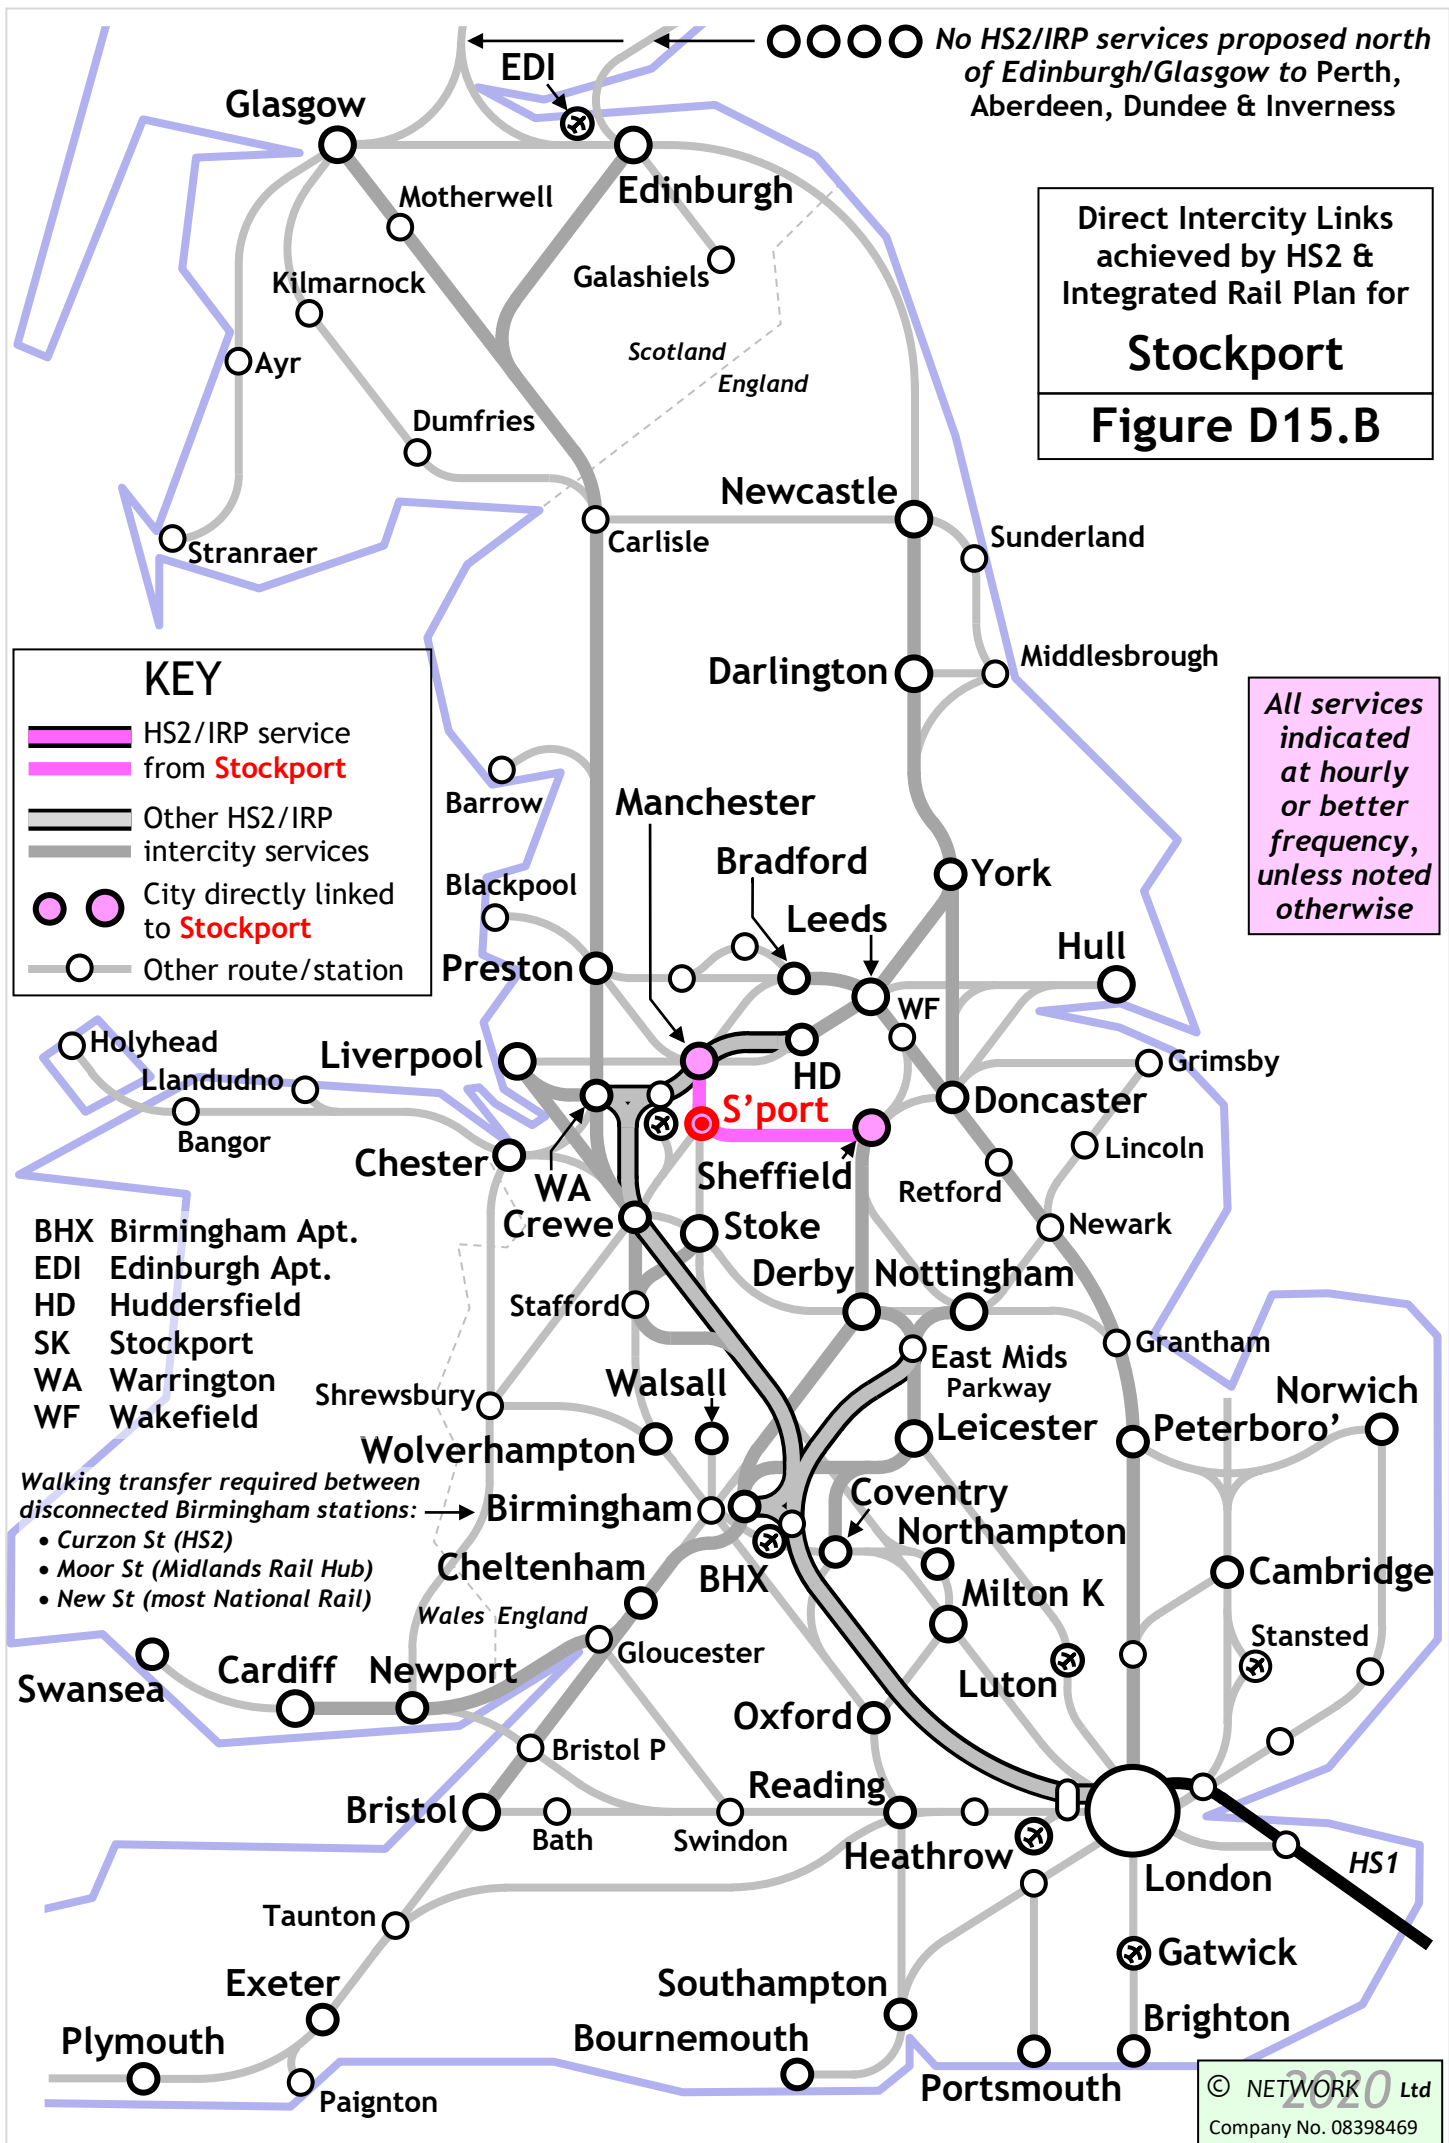 No HS2/IRP services proposed north
of Edinburgh/Glasgow to Perth,
Aberdeen, Dundee & Inverness
EDI
Glasgow
Edinburgh
Motherwell
Galashiels
Kilmarnock
Ayr
Scotland
England
Dumfries
Direct Intercity Links
achieved by HS2 &
Integrated Rail Plan for
Stockport
Figure D15.B
Newcastle
Carlisle
Sunderland
Stranraer
Darlington
Middlesbrough
KEY
HS2/IRP service
from Stockport
Other HS2/IRP
intercity services
City directly linked
to Stockport
Other route/station
All services
indicated
at hourly
or better
frequency,
unless noted
otherwise
Barrow
Manchester
Bradford
York
Blackpool
Leeds
Hull
Preston
WF
Holyhead
Llandudno
Bangor
Liverpool
HD
Grimsby
S'port
Doncaster
Lincoln
Chester
WA
Sheffield
Retford
Crewe
Stoke
Newark
BHX Birmingham Apt.
EDI Edinburgh Apt.
HD Huddersfield
SK Stockport
WA Warrington
WF Wakefield
Derby
Nottingham
Stafford
Grantham
East Mids
Parkway
Walsall
Shrewsbury
Norwich
Leicester
Peterboro'
Wolverhampton
Walking transfer required between
disconnected Birmingham stations:
• Curzon St (HS2)
• Moor St (Midlands Rail Hub)
• New St (most National Rail)
Birmingham
Coventry
Northampton
Cheltenham
BHX
Cambridge
Milton K
Wales England
Gloucester
Stansted
Swansea
Cardiff
Newport
Luton
Oxford
Bristol P
Reading
Bristol
Bath
Swindon
Heathrow
London
HS1
Taunton
Gatwick
Exeter
Southampton
Brighton
Plymouth
Bournemouth
Portsmouth
Paignton
© NETWORK 2020 Ltd
Company No. 08398469